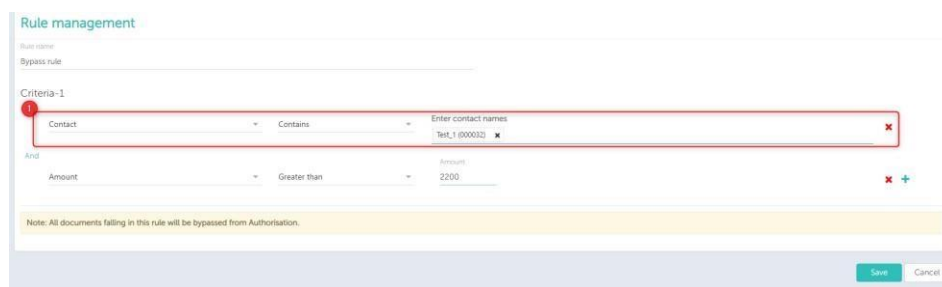 Rule management
Rule name
Bypass rule
Criteria-1
1
Contact Contains Enter contact names
Test_1 (000032) ✖
✖
And
Amount
Amount Greater than 2200 ✖ +
Note: All documents falling in this rule will be bypassed from Authorisation.
Save Cancel